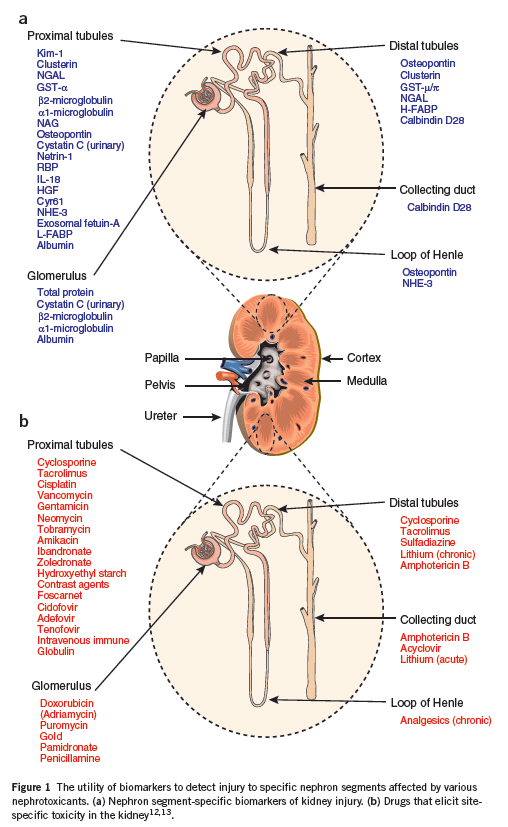 a
Proximal tubules
Kim-1
Clusterin
NGAL
GST-α
β2-microglobulin
α1-microglobulin
NAG
Osteopontin
Cystatin C (urinary)
Netrin-1
RBP
IL-18
HGF
Cyr61
NHE-3
Exosomal fetuin-A
L-FABP
Albumin
Glomerulus
Total protein
Cystatin C (urinary)
β2-microglobulin
α1-microglobulin
Albumin
Distal tubules
Osteopontin
Clusterin
GST-μ/π
NGAL
H-FABP
Calbindin D28
Collecting duct
Calbindin D28
Loop of Henle
Osteopontin
NHE-3
Papilla
Pelvis
Ureter
Cortex
Medulla
b
Proximal tubules
Cyclosporine
Tacrolimus
Cisplatin
Vancomycin
Gentamicin
Neomycin
Tobramycin
Amikacin
Ibandronate
Zoledronate
Hydroxyethyl starch
Contrast agents
Foscarnet
Cidofovir
Adefovir
Tenofovir
Intravenous immune
Globulin
Glomerulus
Doxorubicin
(Adriamycin)
Puromycin
Gold
Pamidronate
Penicillamine
Distal tubules
Cyclosporine
Tacrolimus
Sulfadiazine
Lithium (chronic)
Amphotericin B
Collecting duct
Amphotericin B
Acyclovir
Lithium (acute)
Loop of Henle
Analgesics (chronic)
Figure 1 The utility of biomarkers to detect injury to specific nephron segments affected by various
nephrotoxicants. (a) Nephron segment-specific biomarkers of kidney injury. (b) Drugs that elicit site-
specific toxicity in the kidney12,13.